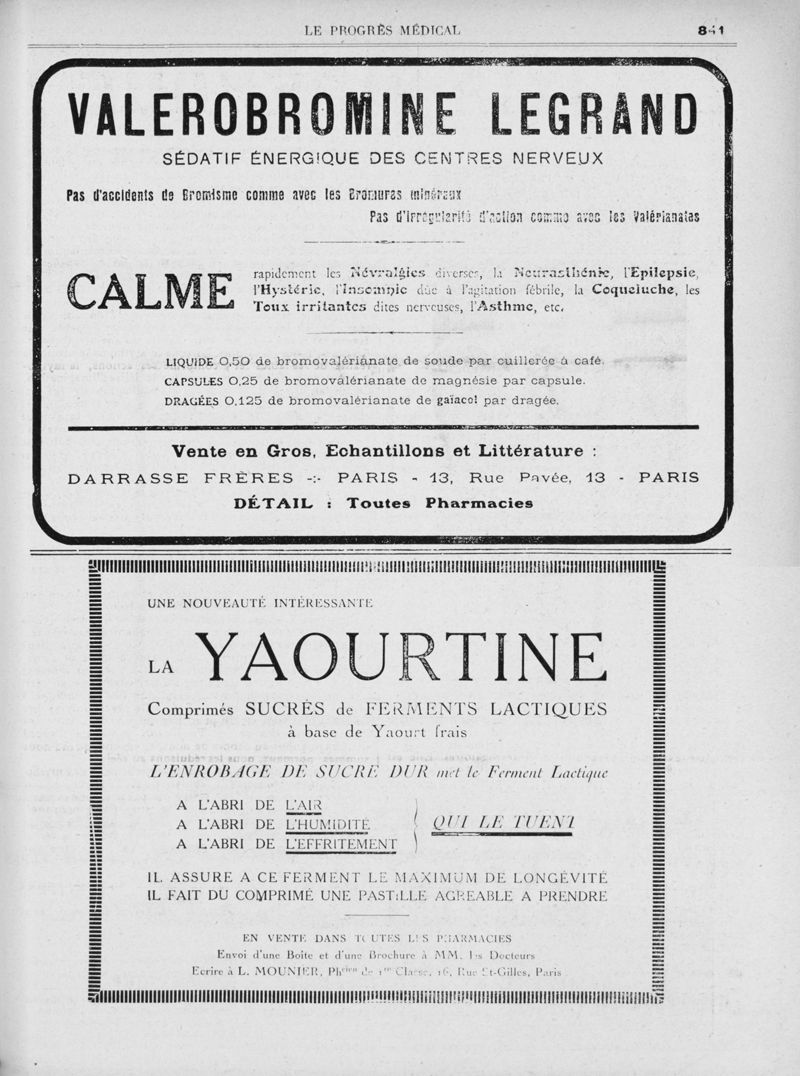 LE PROGRÈS MÉDICAL 841
VALEROBROMINE LEGRAND
SÉDATIF ÉNERGIQUE DES CENTRES NERVEUX
Pas d'accidents de Bromisme comme avec les Bromures minéraux
Pas d'irrégularité d'action comme avec les Valérianates
CALME
rapidement les Névralgies diverses, la Neurasthénie, l'Epilepsie,
l'Hystérie, l'Insomnie dûe à l'agitation fébrile, la Coqueluche, les
Toux irritantes dites nerveuses, l'Asthme, etc.
LIQUIDE 0,50 de bromovalérianate de soude par cuillerée à café.
CAPSULES 0,25 de bromovalérianate de magnésie par capsule.
DRAGÉES 0,125 de bromovalérianate de gaïacol par dragée.
Vente en Gros, Echantillons et Littérature :
DARRASSE FRÈRES -:- PARIS - 13, Rue Pavée, 13 - PARIS
DÉTAIL : Toutes Pharmacies
UNE NOUVEAUTÉ INTÉRESSANTE
LA YAOURTINE
Comprimés SUCRÉS de FERMENTS LACTIQUES
à base de Yaourt frais
L'ENROBAGE DE SUCRE DUR met le Ferment Lactique
A L'ABRI DE L'AIR
A L'ABRI DE L'HUMIDITÉ
A L'ABRI DE L'EFFRITEMENT
QUI LE TUENT
IL ASSURE A CE FERMENT LE MAXIMUM DE LONGÉVITÉ
IL FAIT DU COMPRIMÉ UNE PASTILLE AGREABLE A PRENDRE
EN VENTE DANS TOUTES LES PHARMACIES
Envoi d'une Boîte et d'une Brochure à MM. les Docteurs
Ecrire à L. MOUNIER, Phcien de 1re Classe, 16, Rue St-Gilles, Paris